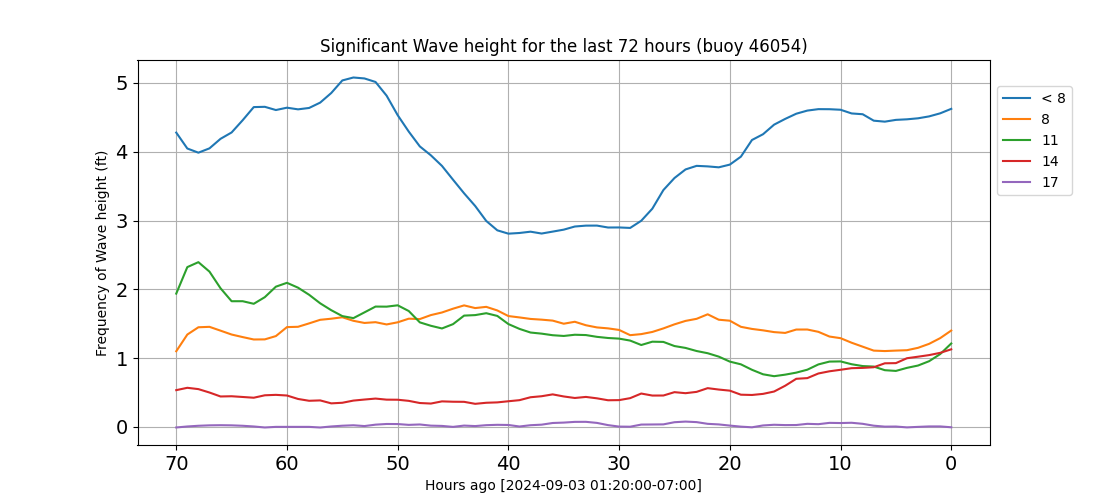 Significant Wave height for the last 72 hours (buoy 46054)
Frequency of Wave height (ft)
5
4
3
2
1
0
70 60 50 40 30 20 10 0
Hours ago [2024-09-03 01:20:00-07:00]
< 8
8
11
14
17